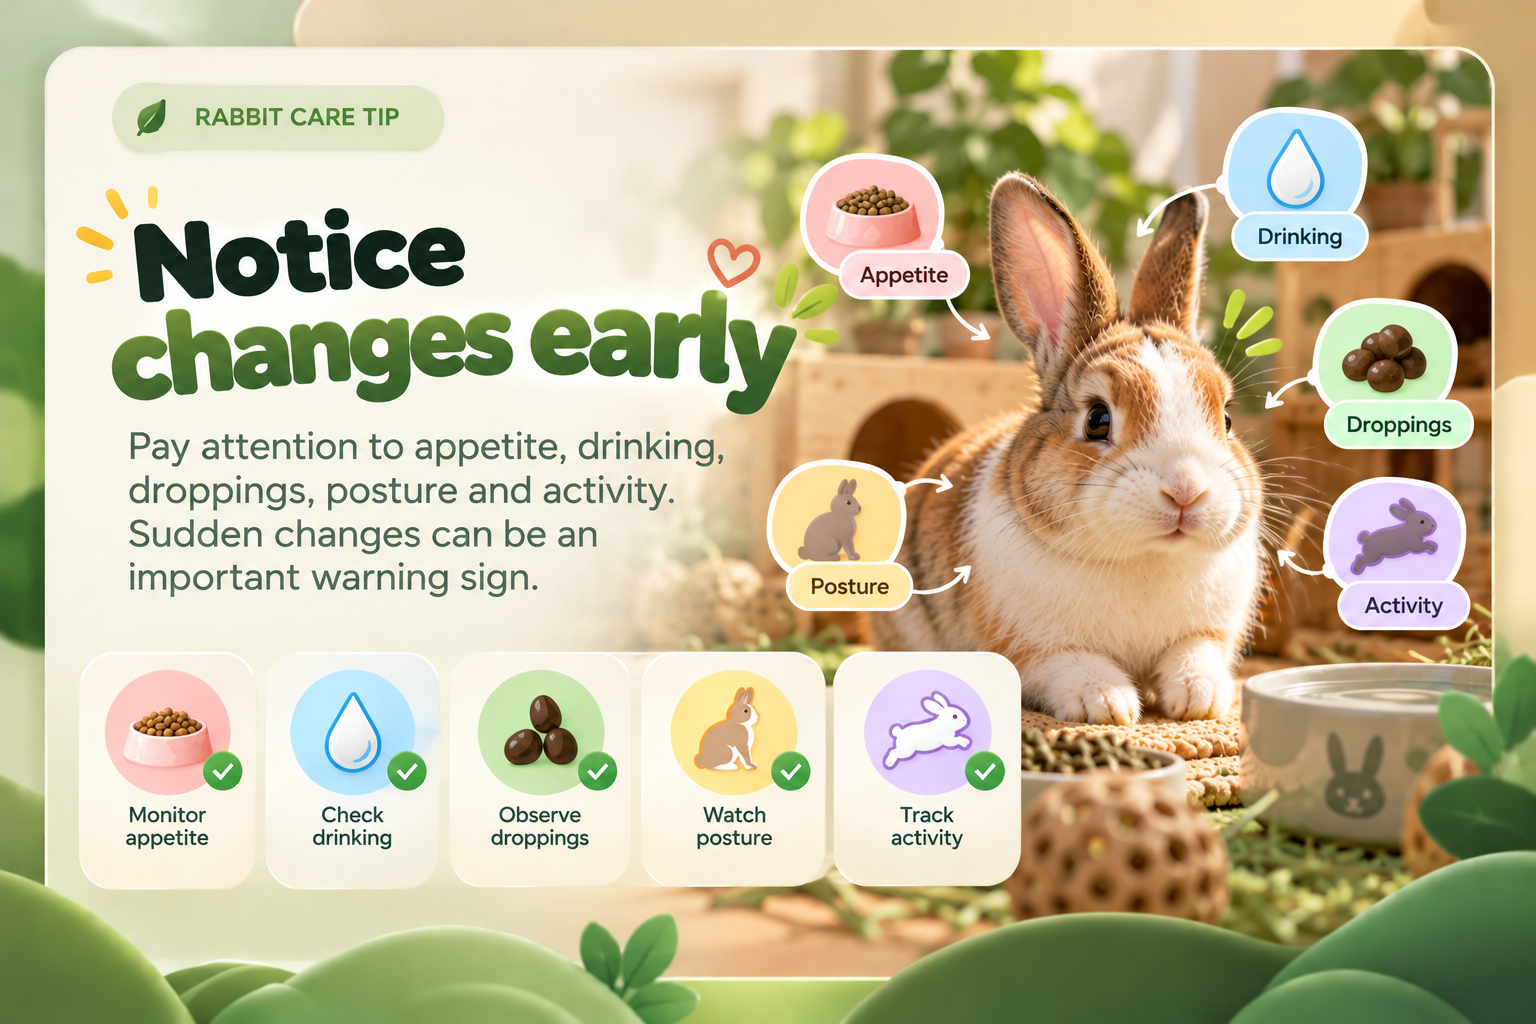 RABBIT CARE TIP
Notice
changes early
Pay attention to appetite, drinking,
droppings, posture and activity.
Sudden changes can be an
important warning sign.
Appetite
Drinking
Droppings
Posture
Activity
Monitor
appetite
Check
drinking
Observe
droppings
Watch
posture
Track
activity